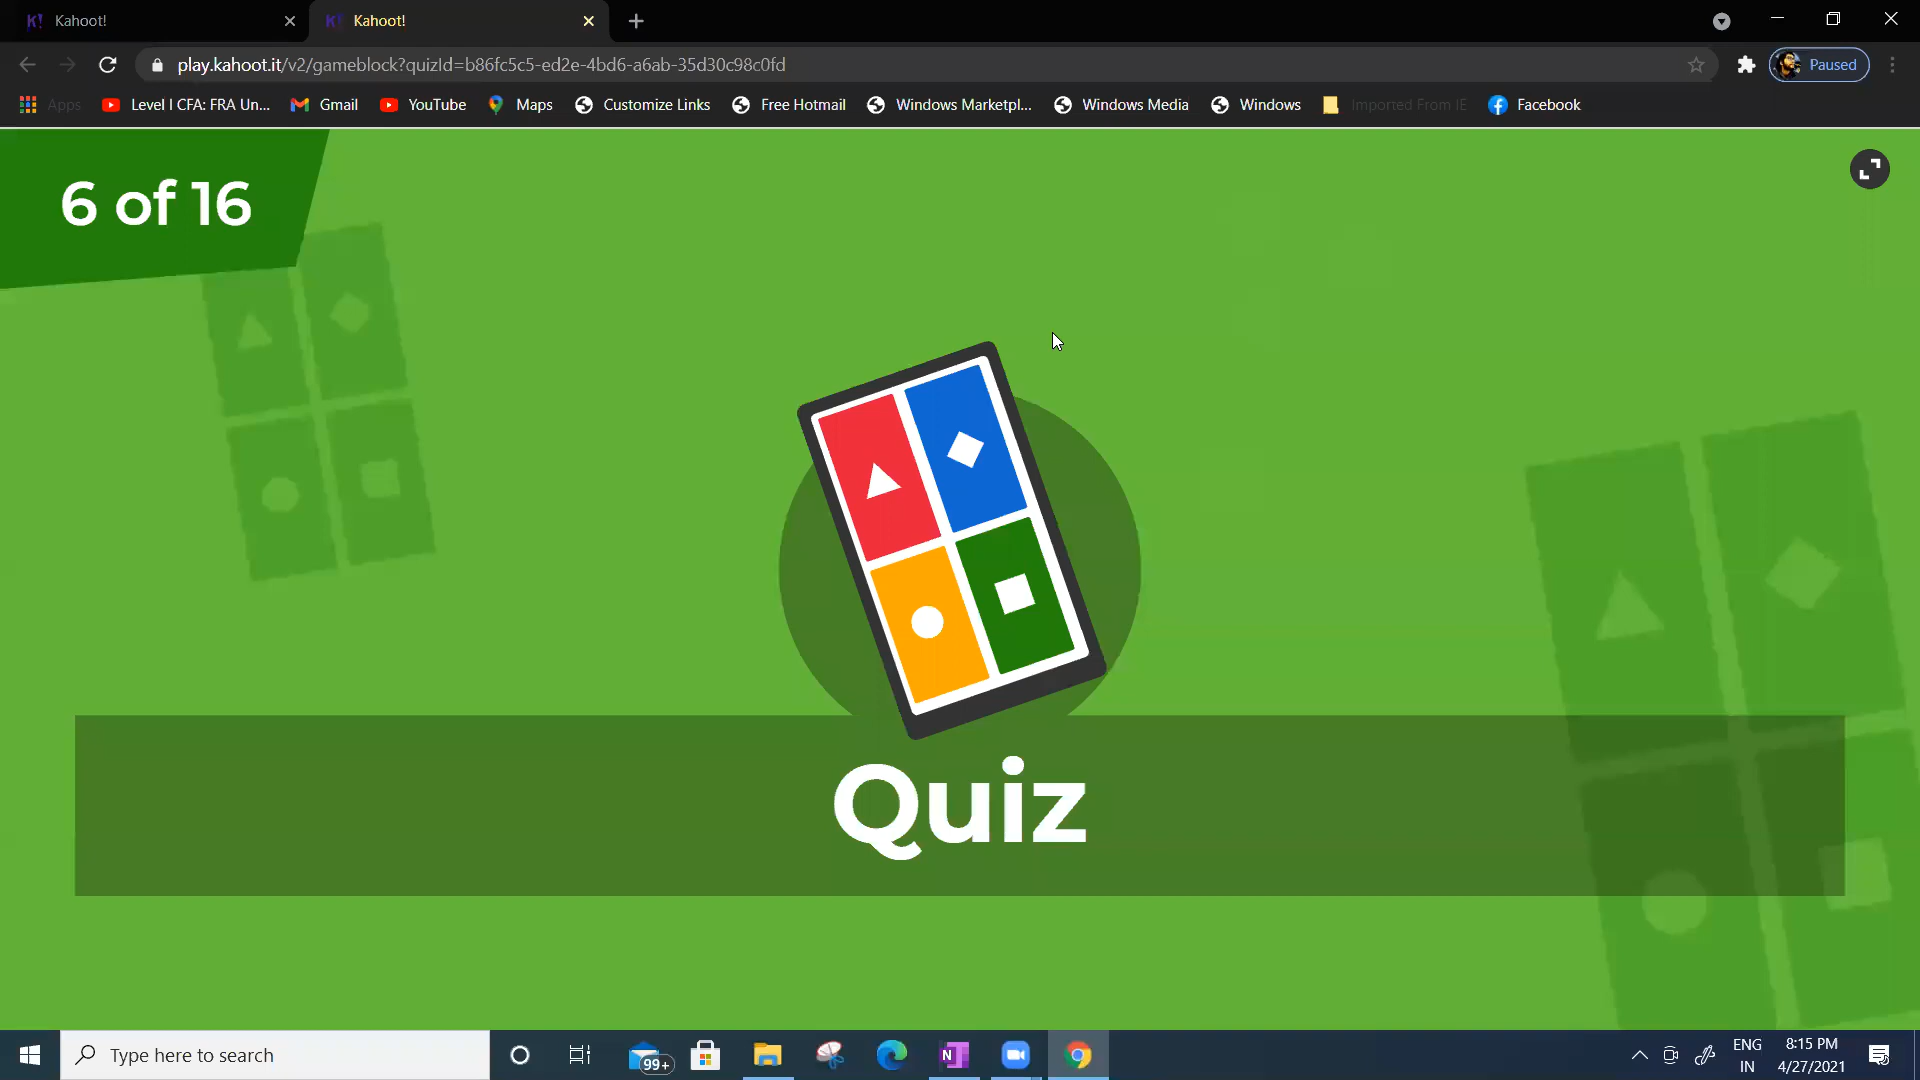 K! Kahoot!
K! Kahoot!
play.kahoot.it/v2/gameblock?quizId=b86fc5c5-ed2e-4bd6-a6ab-35d30c98c0fd
Paused
Apps
Level I CFA: FRA Un...
Gmail
YouTube
Maps
Customize Links
Free Hotmail
Windows Marketpl...
Windows Media
Windows
Imported From IE
Facebook
6 of 16
Quiz
Type here to search
99+
N
ENG
IN
8:15 PM
4/27/2021